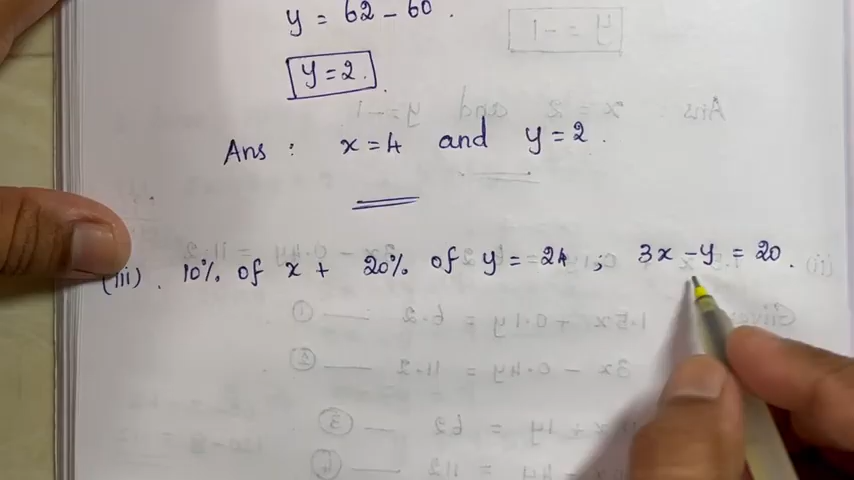 y = 62 - 60.
y = 2.
Ans : x = 4 and y = 2.
(iii). 10% of x + 20% of y = 24 ; 3x - y = 20.